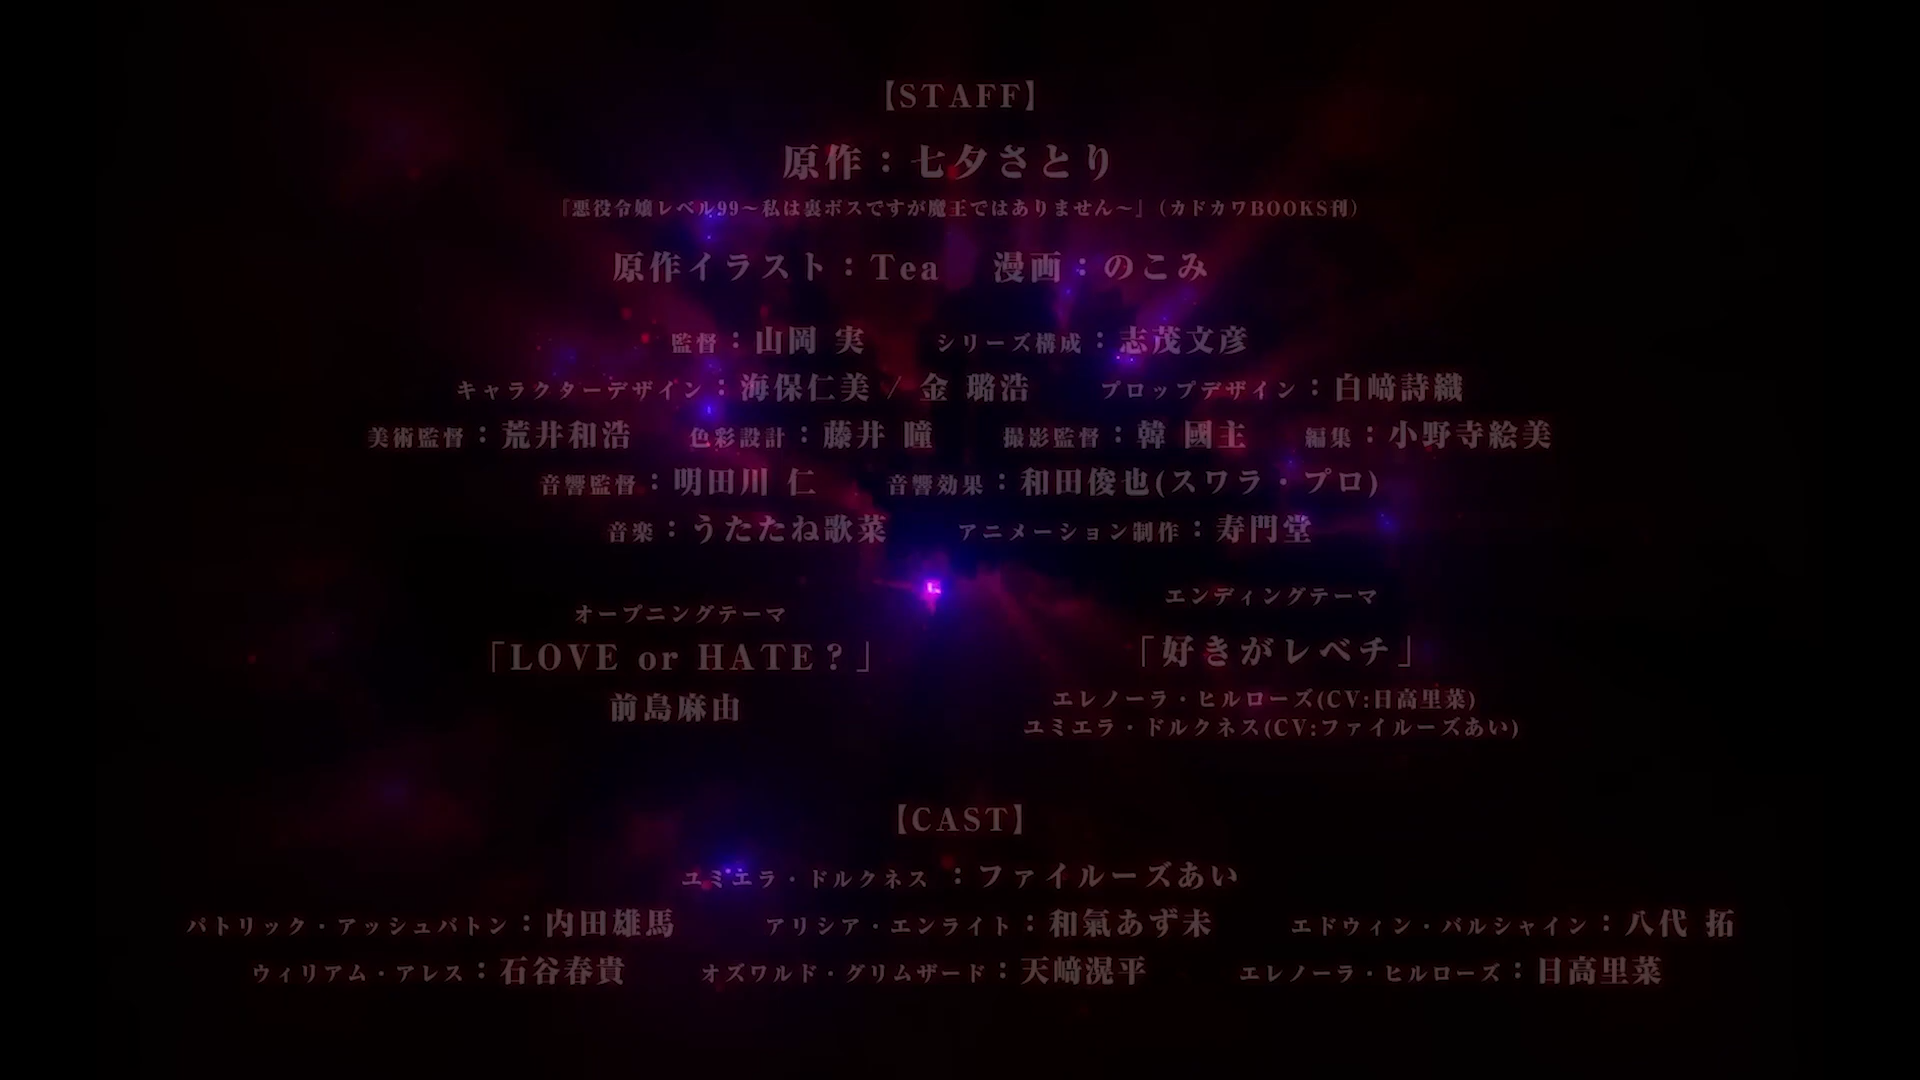 【STAFF】
原作：七夕さとり
『悪役令嬢レベル99～私は裏ボスですが魔王ではありません～』（カドカワBOOKS刊）
原作イラスト：Tea　漫画：のこみ
監督：山岡 実　シリーズ構成：志茂文彦
キャラクターデザイン：海保仁美 / 金 璐浩　プロップデザイン：白﨑詩織
美術監督：荒井和浩　色彩設計：藤井 瞳　撮影監督：韓 國主　編集：小野寺絵美
音響監督：明田川 仁　音響効果：和田俊也(スワラ・プロ)
音楽：うたたね歌菜　アニメーション制作：寿門堂
オープニングテーマ
「LOVE or HATE？」
前島麻由
エンディングテーマ
「好きがレベチ」
エレノーラ・ヒルローズ(CV:日高里菜)
ユミエラ・ドルクネス(CV:ファイルーズあい)
【CAST】
ユミエラ・ドルクネス：ファイルーズあい
パトリック・アッシュバトン：内田雄馬　アリシア・エンライト：和氣あず未　エドウィン・バルシャイン：八代 拓
ウィリアム・アレス：石谷春貴　オズワルド・グリムザード：天﨑滉平　エレノーラ・ヒルローズ：日高里菜